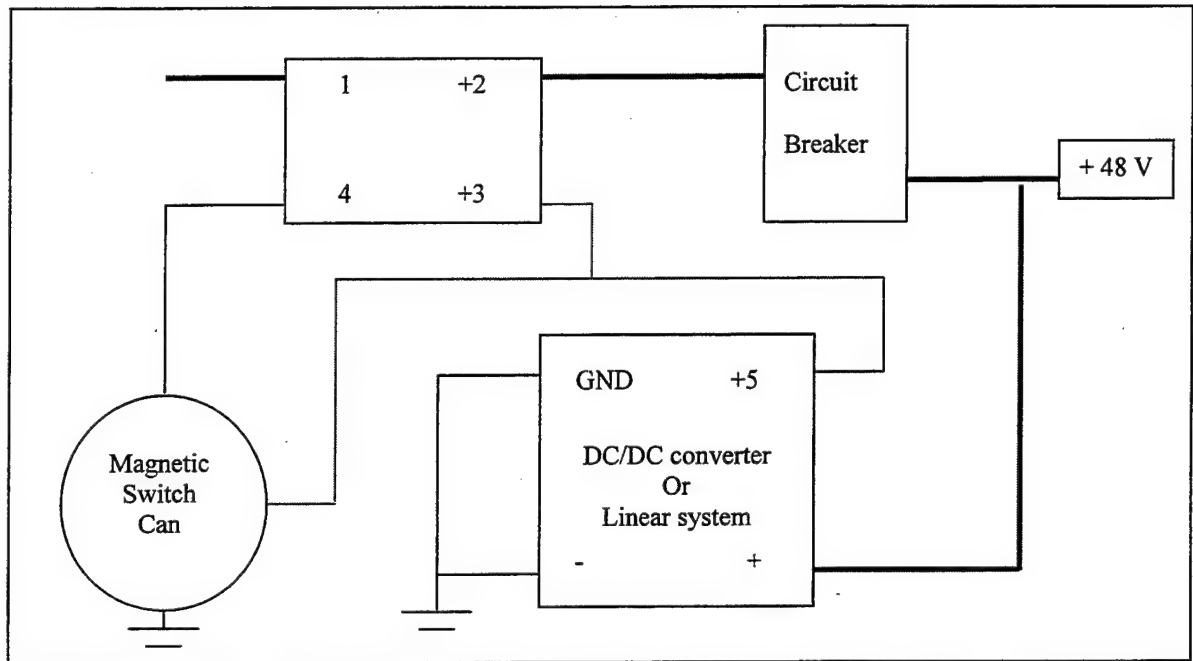 1 +2
4 +3
Circuit
Breaker
+ 48 V
GND +5
DC/DC converter
Or
Linear system
- +
Magnetic
Switch
Can